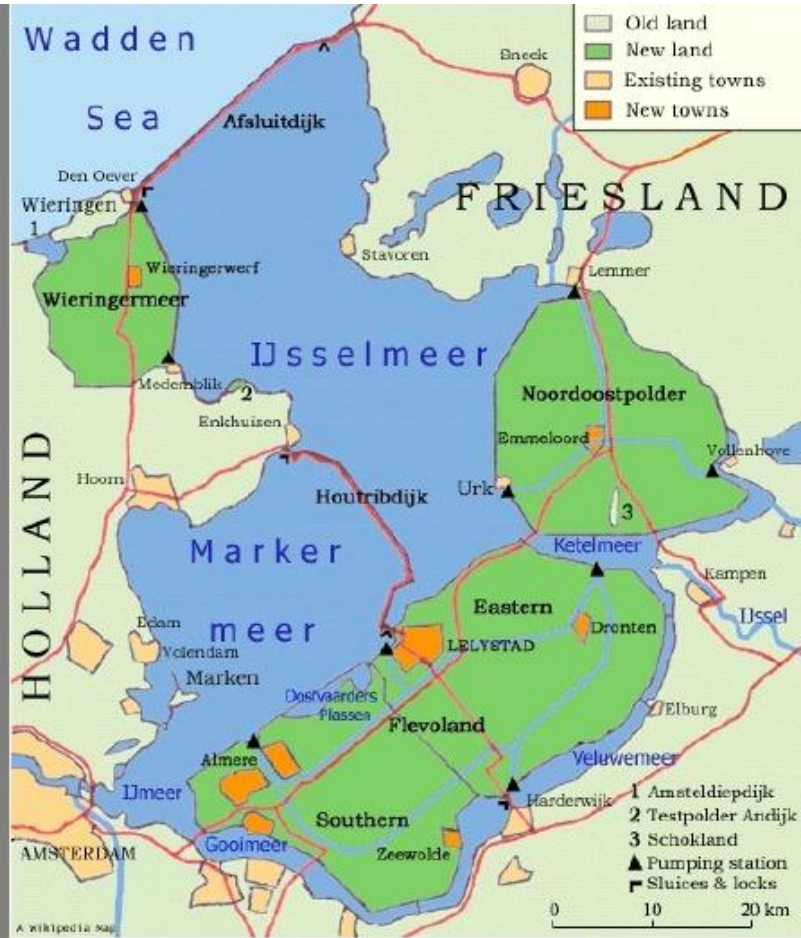 Wadden
Sea
Old land
New land
Existing towns
New towns
Sneek
Afsluitdijk
Den Oever
Wieringen
1
FRIESLAND
Stavoren
Lemmer
Wieringerwerf
Wieringermeer
IJsselmeer
Medemblik
2
Noordoostpolder
Enkhuizen
Emmeloord
Vollenhove
HOLLAND
Hoorn
Houtribdijk
Urk
3
Marker
meer
Ketelmeer
Kampen
IJssel
Eastern
Dronten
Edam
Volendam
Marken
LELYSTAD
Oostvaarders
Plassen
Flevoland
Elburg
Almere
Veluwemeer
IJmeer
Harderwijk
Southern
Gooimeer
Zeewolde
AMSTERDAM
1 Amsteldiepdijk
2 Testpolder Andijk
3 Schokland
Pumping station
Sluices & locks
0 10 20 km
A Wikipedia Map